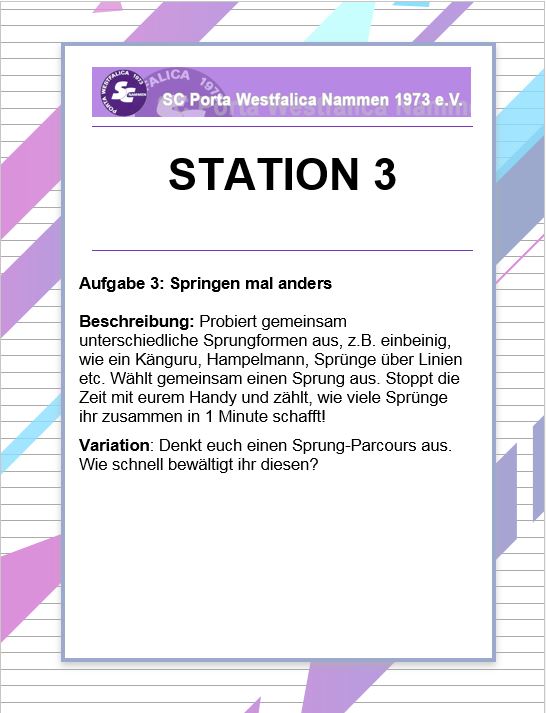 PORTA WESTFALICA 1973
SC
NAMMEN
SC Porta Westfalica Nammen 1973 e.V.
STATION 3
Aufgabe 3: Springen mal anders
Beschreibung: Probiert gemeinsam
unterschiedliche Sprungformen aus, z.B. einbeinig,
wie ein Känguru, Hampelmann, Sprünge über Linien
etc. Wählt gemeinsam einen Sprung aus. Stoppt die
Zeit mit eurem Handy und zählt, wie viele Sprünge
ihr zusammen in 1 Minute schafft!
Variation: Denkt euch einen Sprung-Parcours aus.
Wie schnell bewältigt ihr diesen?